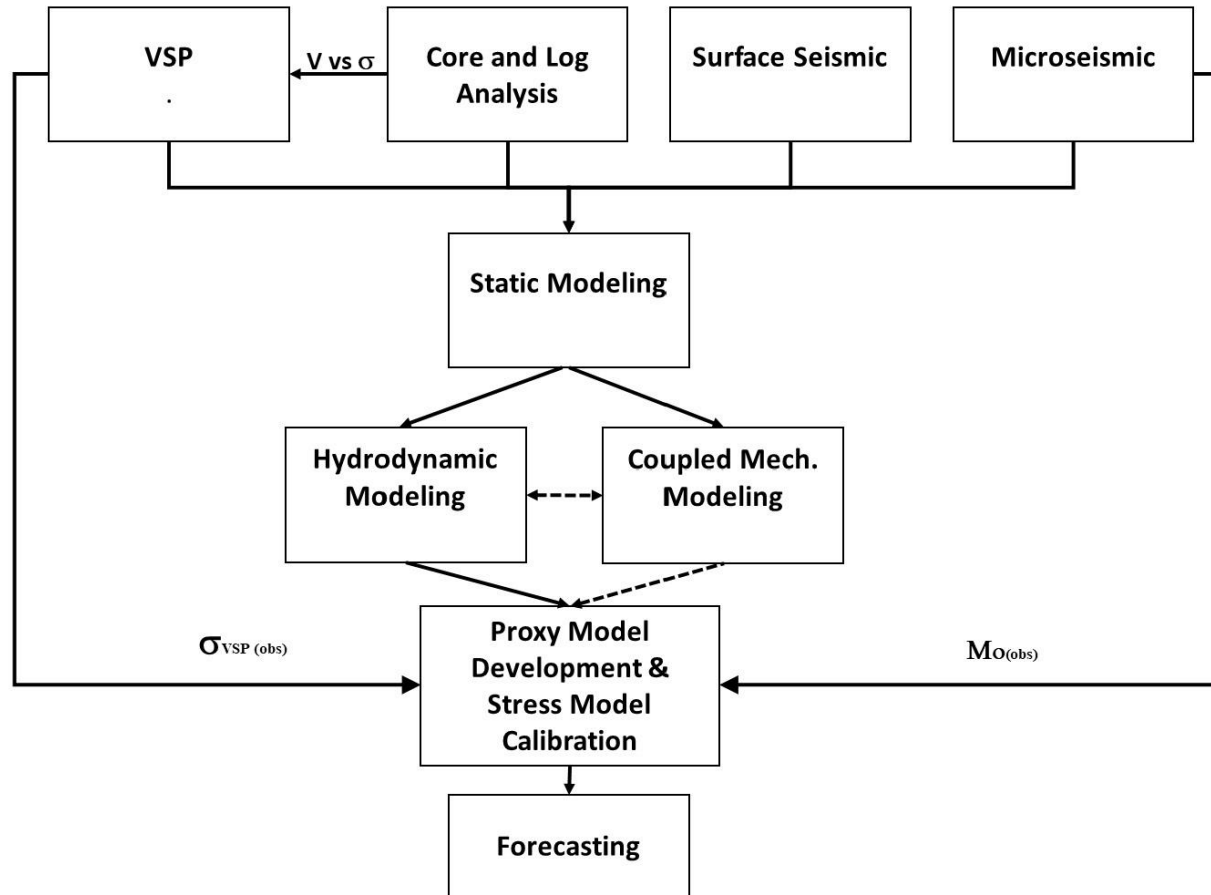 VSP
.
V vs σ
Core and Log
Analysis
Surface Seismic
Microseismic
Static Modeling
Hydrodynamic
Modeling
Coupled Mech.
Modeling
σVSP (obs)
Proxy Model
Development &
Stress Model
Calibration
Mo(obs)
Forecasting